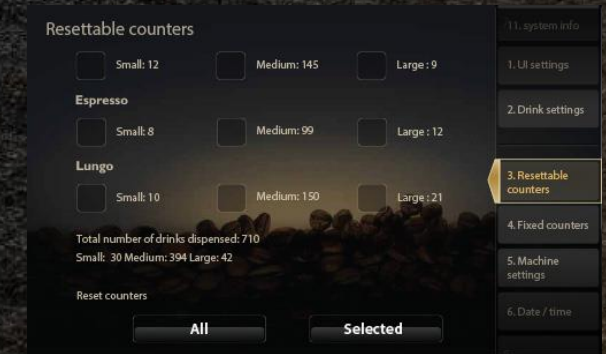 Resettable counters
Small: 12 Medium: 145 Large : 9
Espresso
Small: 8 Medium: 99 Large : 12
Lungo
Small: 10 Medium: 150 Large : 21
Total number of drinks dispensed: 710
Small: 30 Medium: 394 Large: 42
Reset counters
All Selected
11. system info
1. UI settings
2. Drink settings
3. Resettable
counters
4. Fixed counters
5. Machine
settings
6. Date / time